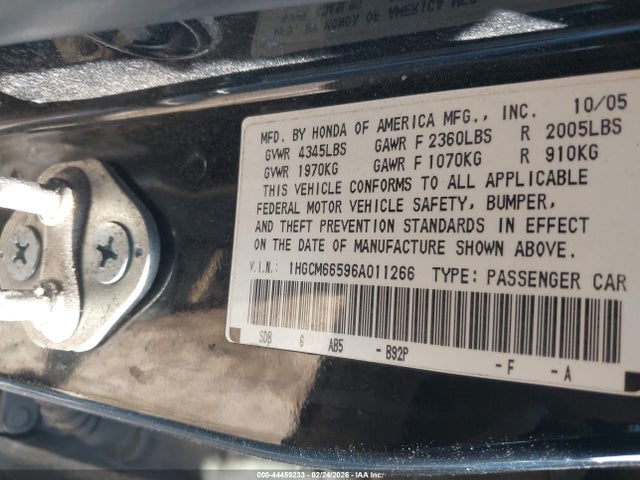 MFD. BY HONDA OF AMERICA MFG., INC. 10/05
GVWR 4345LBS GAWR F 2360LBS R 2005LBS
GVWR 1970KG GAWR F 1070KG R 910KG
THIS VEHICLE CONFORMS TO ALL APPLICABLE
FEDERAL MOTOR VEHICLE SAFETY, BUMPER,
AND THEFT PREVENTION STANDARDS IN EFFECT
ON THE DATE OF MANUFACTURE SHOWN ABOVE.
V.I.N.: 1HGCM66596A011266 TYPE: PASSENGER CAR
SDB 6 AB5 - B92P - F - A
000-44459233 - 02/24/2026 - IAA Inc.